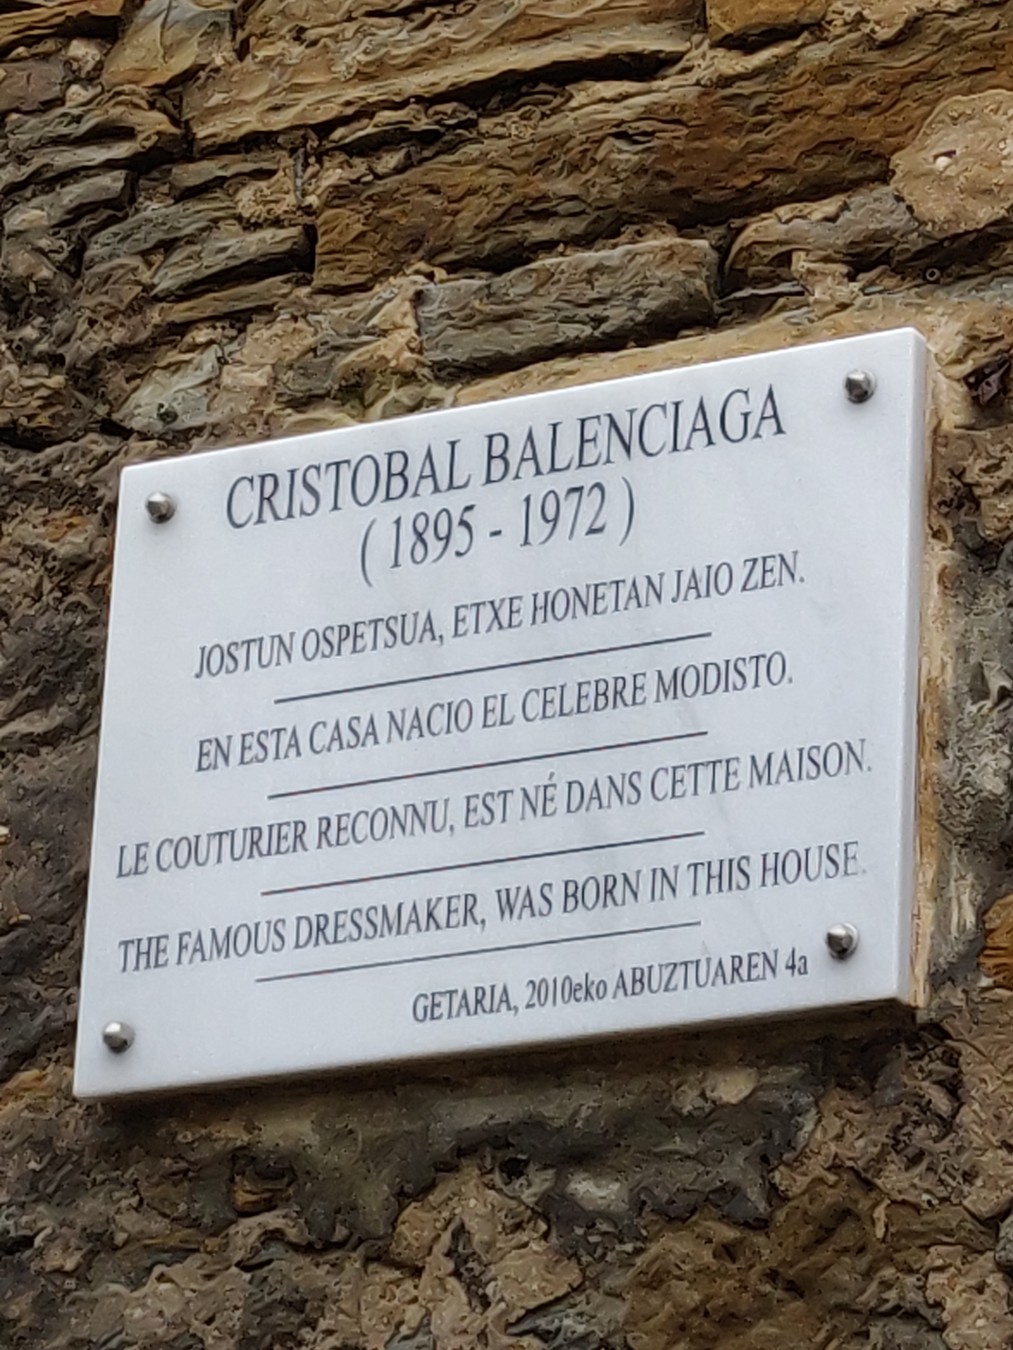 CRISTOBAL BALENCIAGA
( 1895 - 1972 )
JOSTUN OSPETSUA, ETXE HONETAN JAIO ZEN.
EN ESTA CASA NACIO EL CELEBRE MODISTO.
LE COUTURIER RECONNU, EST NÉ DANS CETTE MAISON.
THE FAMOUS DRESSMAKER, WAS BORN IN THIS HOUSE.
GETARIA, 2010eko ABUZTUAREN 4a